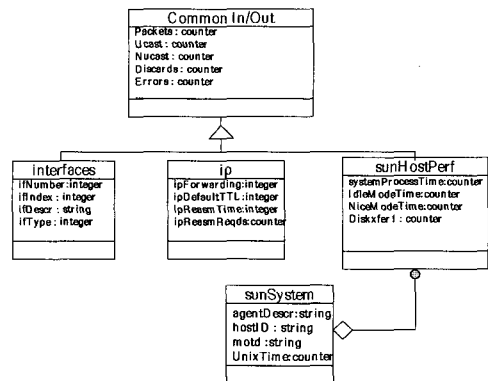 Common In/Out
Packets : counter
Ucast : counter
Nucast : counter
Discards : counter
Errors : counter
interfaces
ifNumber:integer
ifIndex : integer
ifDescr : string
ifType : integer
ip
ipForwarding:integer
ipDefaultTTL:integer
ipReasmTime:integer
ipReasmReqds:counter
sunHostPerf
systemProcessTime:counter
IdleModeTime:counter
NiceModeTime:counter
Diskxfer1 : counter
sunSystem
agentDescr:string
hostID : string
motd : string
UnixTime:counter